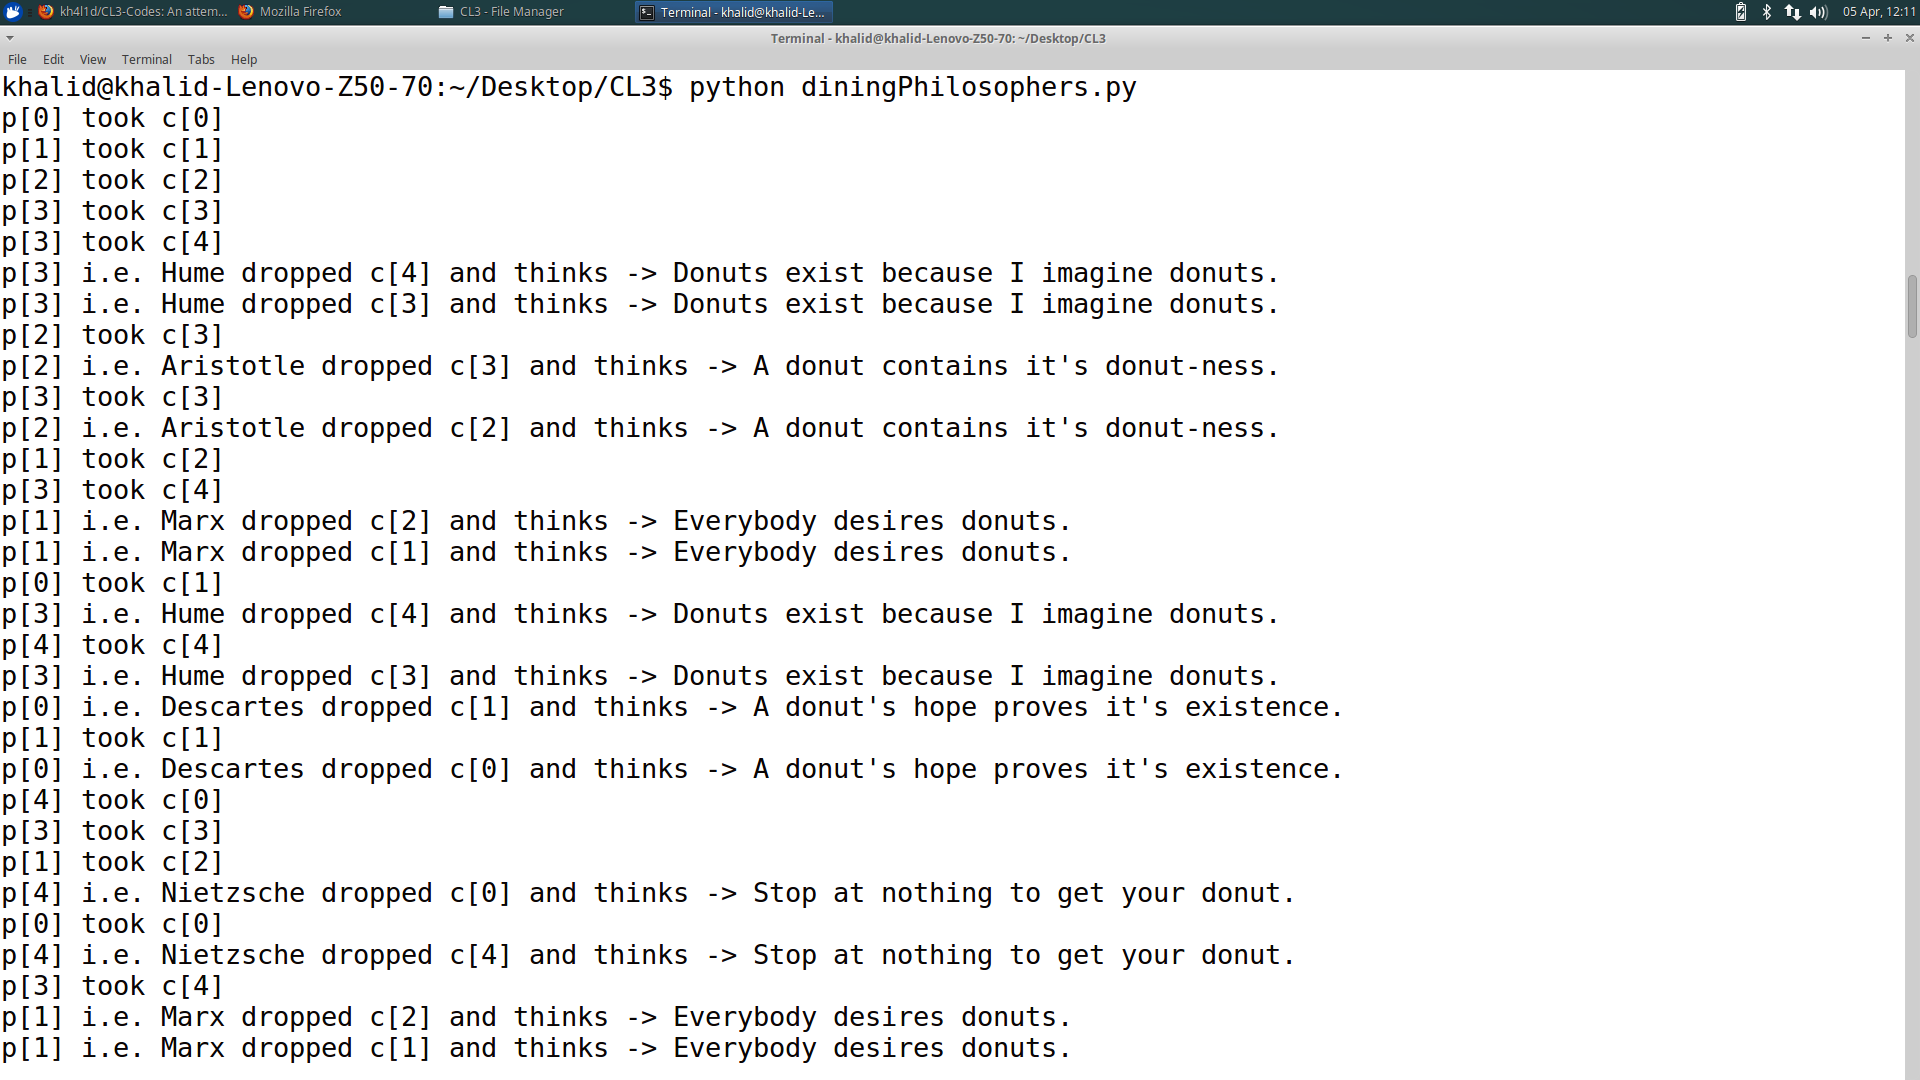 kh4l1d/CL3-Codes: An attem... Mozilla Firefox CL3 - File Manager Terminal - khalid@khalid-Le... 05 Apr, 12:11
Terminal - khalid@khalid-Lenovo-Z50-70: ~/Desktop/CL3
File Edit View Terminal Tabs Help
khalid@khalid-Lenovo-Z50-70:~/Desktop/CL3$ python diningPhilosophers.py
p[0] took c[0]
p[1] took c[1]
p[2] took c[2]
p[3] took c[3]
p[3] took c[4]
p[3] i.e. Hume dropped c[4] and thinks -> Donuts exist because I imagine donuts.
p[3] i.e. Hume dropped c[3] and thinks -> Donuts exist because I imagine donuts.
p[2] took c[3]
p[2] i.e. Aristotle dropped c[3] and thinks -> A donut contains it's donut-ness.
p[3] took c[3]
p[2] i.e. Aristotle dropped c[2] and thinks -> A donut contains it's donut-ness.
p[1] took c[2]
p[3] took c[4]
p[1] i.e. Marx dropped c[2] and thinks -> Everybody desires donuts.
p[1] i.e. Marx dropped c[1] and thinks -> Everybody desires donuts.
p[0] took c[1]
p[3] i.e. Hume dropped c[4] and thinks -> Donuts exist because I imagine donuts.
p[4] took c[4]
p[3] i.e. Hume dropped c[3] and thinks -> Donuts exist because I imagine donuts.
p[0] i.e. Descartes dropped c[1] and thinks -> A donut's hope proves it's existence.
p[1] took c[1]
p[0] i.e. Descartes dropped c[0] and thinks -> A donut's hope proves it's existence.
p[4] took c[0]
p[3] took c[3]
p[1] took c[2]
p[4] i.e. Nietzsche dropped c[0] and thinks -> Stop at nothing to get your donut.
p[0] took c[0]
p[4] i.e. Nietzsche dropped c[4] and thinks -> Stop at nothing to get your donut.
p[3] took c[4]
p[1] i.e. Marx dropped c[2] and thinks -> Everybody desires donuts.
p[1] i.e. Marx dropped c[1] and thinks -> Everybody desires donuts.